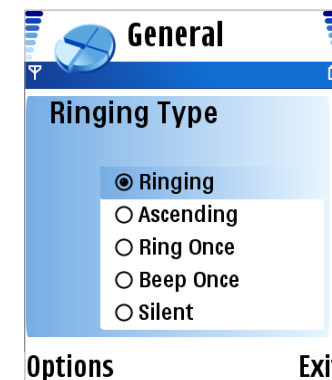 General
Ringing Type
Ringing
Ascending
Ring Once
Beep Once
Silent
Options